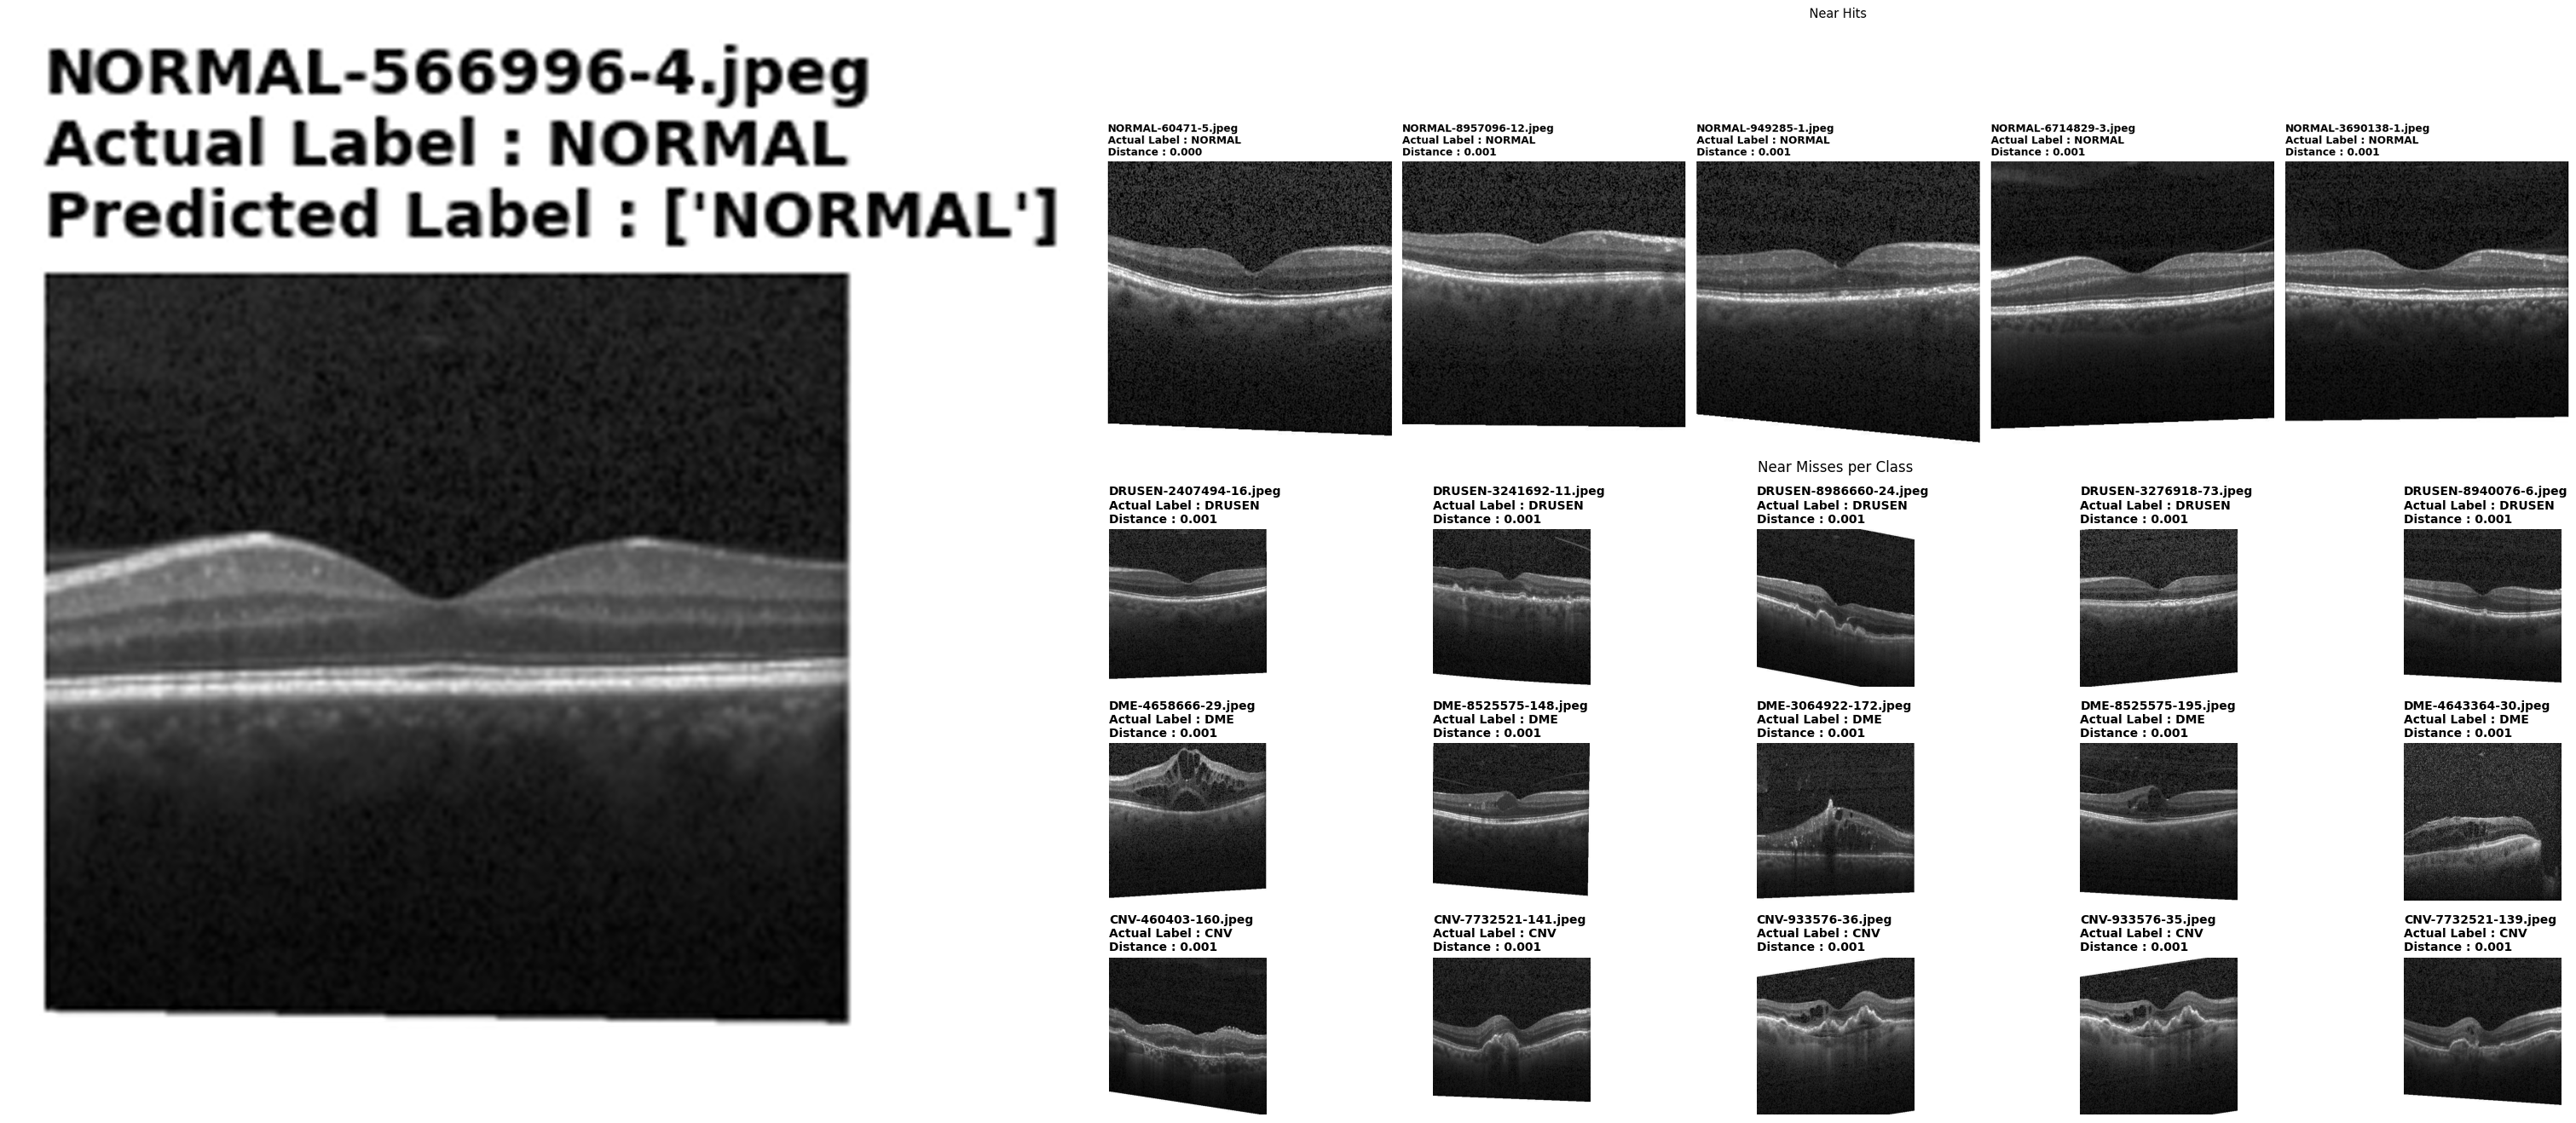 NORMAL-566996-4.jpeg
Actual Label : NORMAL
Predicted Label : ['NORMAL']
Near Hits
NORMAL-60471-5.jpeg
Actual Label : NORMAL
Distance : 0.000
NORMAL-8957096-12.jpeg
Actual Label : NORMAL
Distance : 0.001
NORMAL-949285-1.jpeg
Actual Label : NORMAL
Distance : 0.001
NORMAL-6714829-3.jpeg
Actual Label : NORMAL
Distance : 0.001
NORMAL-3690138-1.jpeg
Actual Label : NORMAL
Distance : 0.001
Near Misses per Class
DRUSEN-2407494-16.jpeg
Actual Label : DRUSEN
Distance : 0.001
DRUSEN-3241692-11.jpeg
Actual Label : DRUSEN
Distance : 0.001
DRUSEN-8986660-24.jpeg
Actual Label : DRUSEN
Distance : 0.001
DRUSEN-3276918-73.jpeg
Actual Label : DRUSEN
Distance : 0.001
DRUSEN-8940076-6.jpeg
Actual Label : DRUSEN
Distance : 0.001
DME-4658666-29.jpeg
Actual Label : DME
Distance : 0.001
DME-8525575-148.jpeg
Actual Label : DME
Distance : 0.001
DME-3064922-172.jpeg
Actual Label : DME
Distance : 0.001
DME-8525575-195.jpeg
Actual Label : DME
Distance : 0.001
DME-4643364-30.jpeg
Actual Label : DME
Distance : 0.001
CNV-460403-160.jpeg
Actual Label : CNV
Distance : 0.001
CNV-7732521-141.jpeg
Actual Label : CNV
Distance : 0.001
CNV-933576-36.jpeg
Actual Label : CNV
Distance : 0.001
CNV-933576-35.jpeg
Actual Label : CNV
Distance : 0.001
CNV-7732521-139.jpeg
Actual Label : CNV
Distance : 0.001